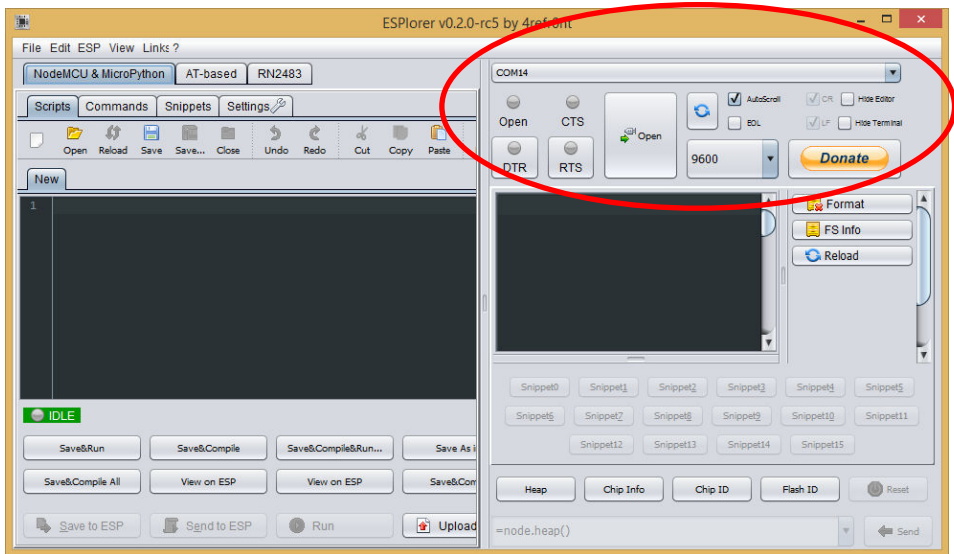 ESPlorer v0.2.0-rc5 by 4refr0nt
File Edit ESP View Links ?
NodeMCU & MicroPython AT-based RN2483
Scripts Commands Snippets Settings
Open Reload Save Save... Close Undo Redo Cut Copy Paste
New
1
IDLE
Save&Run Save&Compile Save&Compile&Run... Save As i
Save&Compile All View on ESP View on ESP Save&Com
Save to ESP Send to ESP Run Upload
COM14
Open CTS Open AutoScroll CR Hide Editor
EOL LF Hide Terminal
DTR RTS 9600 Donate
Format
FS Info
Reload
Snippet0 Snippet1 Snippet2 Snippet3 Snippet4 Snippet5
Snippet6 Snippet7 Snippet8 Snippet9 Snippet10 Snippet11
Snippet12 Snippet13 Snippet14 Snippet15
Heap Chip Info Chip ID Flash ID Reset
=node.heap() Send